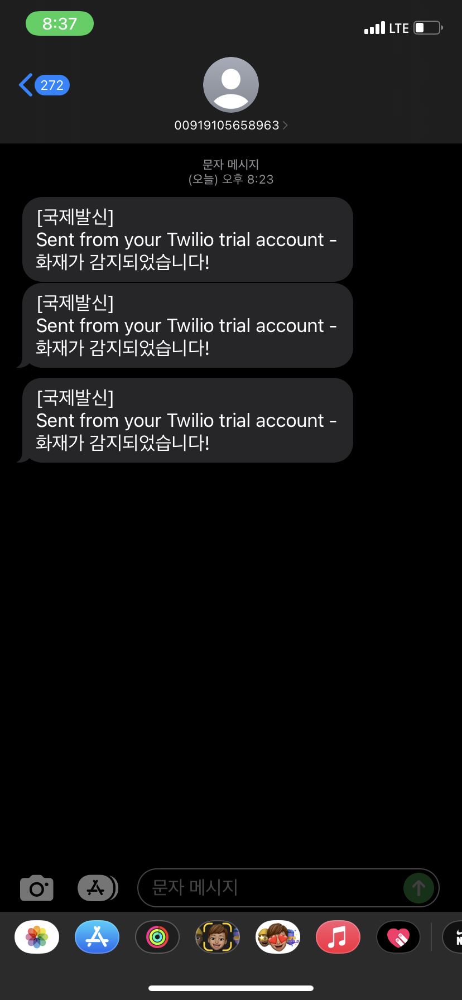 8:37
LTE
272
00919105658963
문자 메시지
(오늘) 오후 8:23
[국제발신]
Sent from your Twilio trial account -
화재가 감지되었습니다!
[국제발신]
Sent from your Twilio trial account -
화재가 감지되었습니다!
[국제발신]
Sent from your Twilio trial account -
화재가 감지되었습니다!
문자 메시지